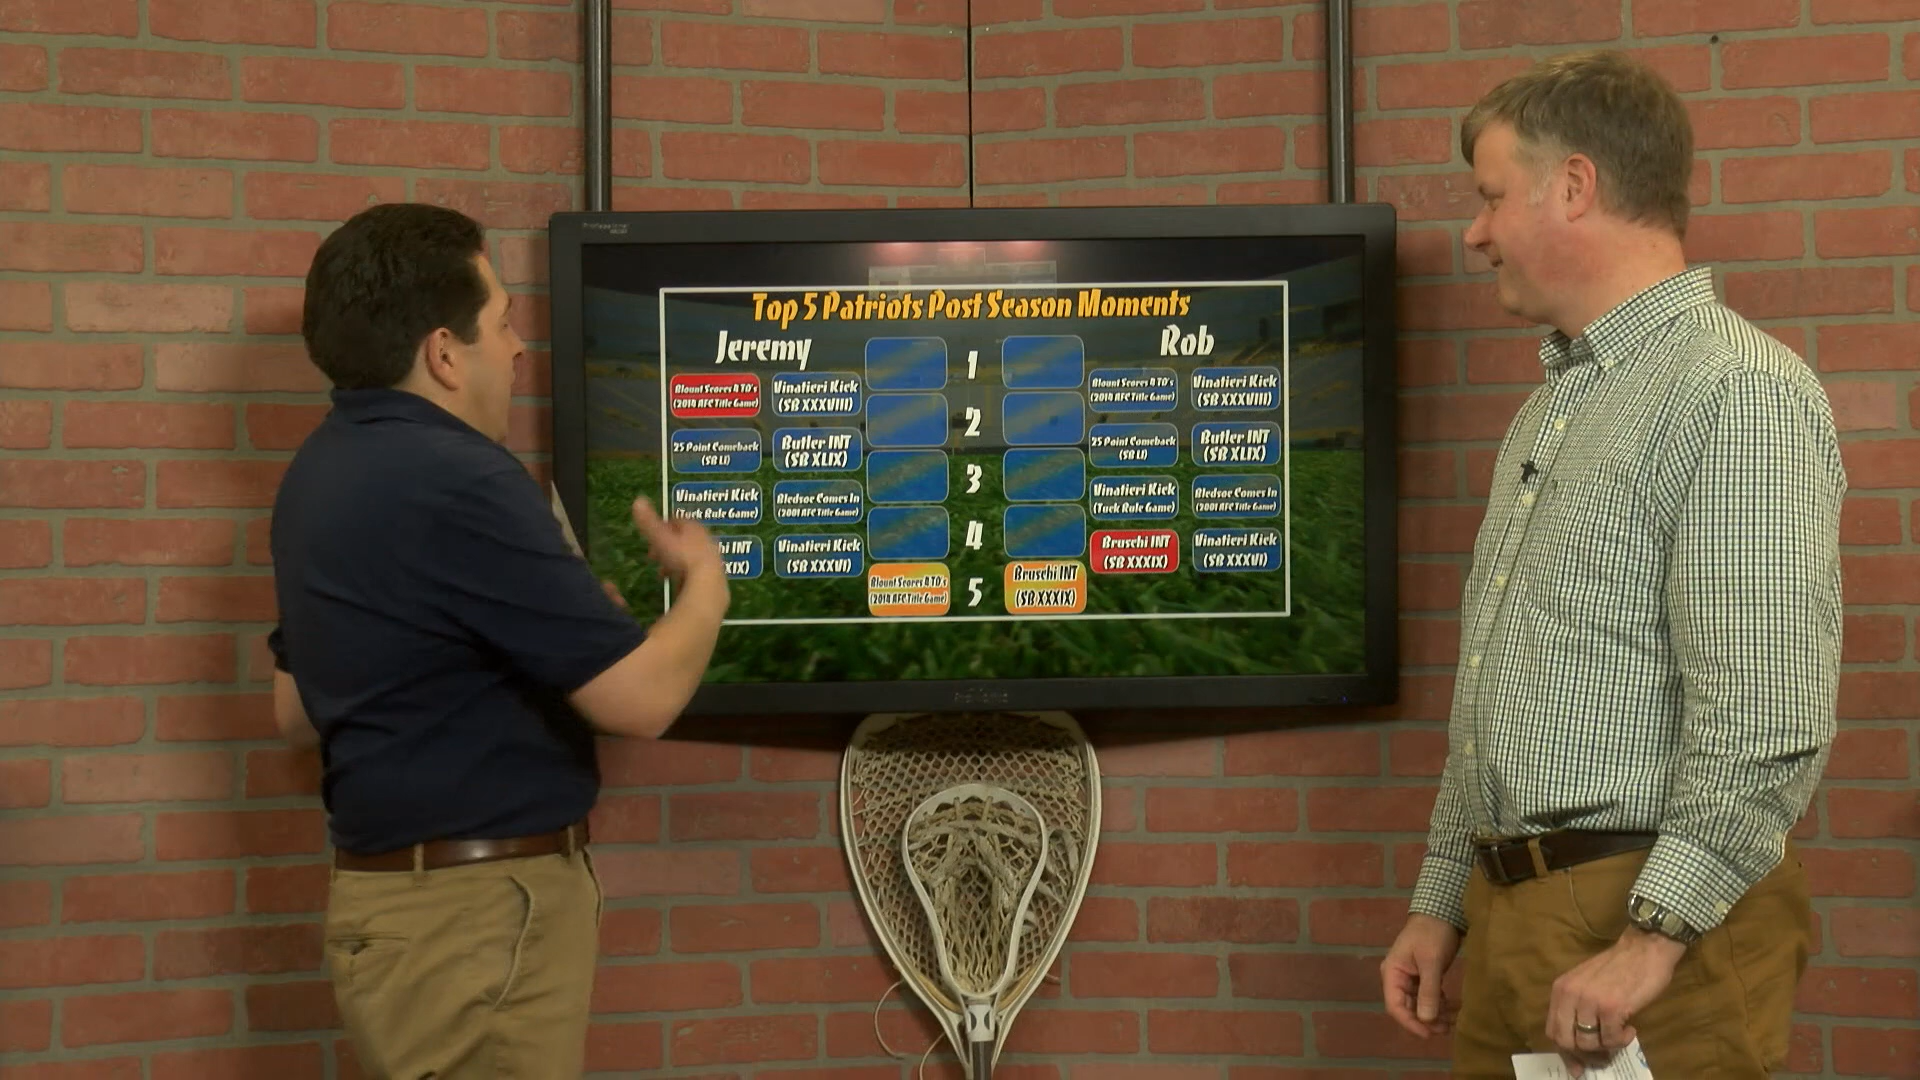 Top 5 Patriots Post Season Moments
Jeremy
Rob
Blount Scores 4 TD's
(2014 AFC Title Game)
Vinatieri Kick
(SB XXXVIII)
25 Point Comeback
(SB LI)
Butler INT
(SB XLIX)
Vinatieri Kick
(Tuck Rule Game)
Bledsoe Comes In
(2001 AFC Title Game)
INT
Vinatieri Kick
(SB XXXVI)
1
2
3
4
5
Blount Scores 4 TD's
(2014 AFC Title Game)
Bruschi INT
(SB XXXIX)
Blount Scores 4 TD's
(2014 AFC Title Game)
Vinatieri Kick
(SB XXXVIII)
25 Point Comeback
(SB LI)
Butler INT
(SB XLIX)
Vinatieri Kick
(Tuck Rule Game)
Bledsoe Comes In
(2001 AFC Title Game)
Bruschi INT
(SB XXXIX)
Vinatieri Kick
(SB XXXVI)